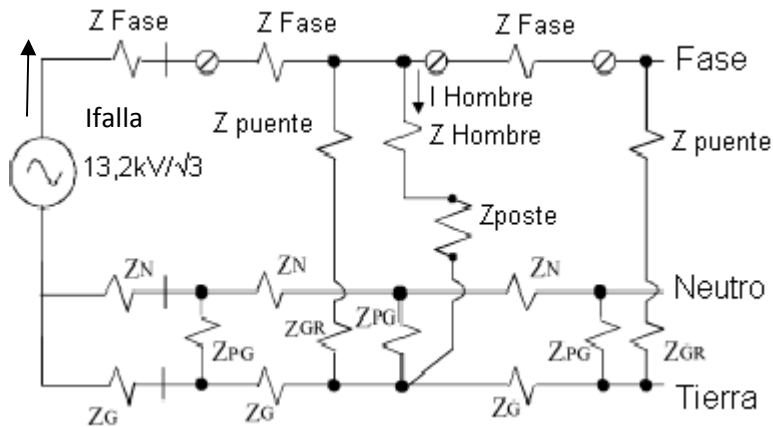 Z Fase
Z Fase
Z Fase
Fase
Ifalla
I Hombre
Z puente
Z Hombre
Z puente
13,2kV/√3
Zposte
ZN
ZN
ZN
Neutro
ZPG
ZGR
ZPG
ZPG
ZGR
ZG
ZG
ZG
Tierra